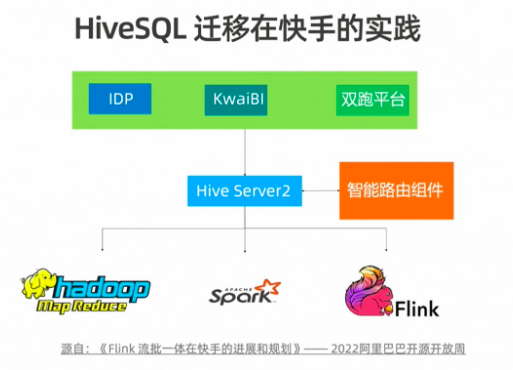 HiveSQL 迁移在快手的实践
IDP
KwaiBI
双跑平台
Hive Server2
智能路由组件
hadoop
Map Reduce
APACHE
Spark
Flink
源自：《Flink 流批一体在快手的进展和规划》—— 2022阿里巴巴开源开放周